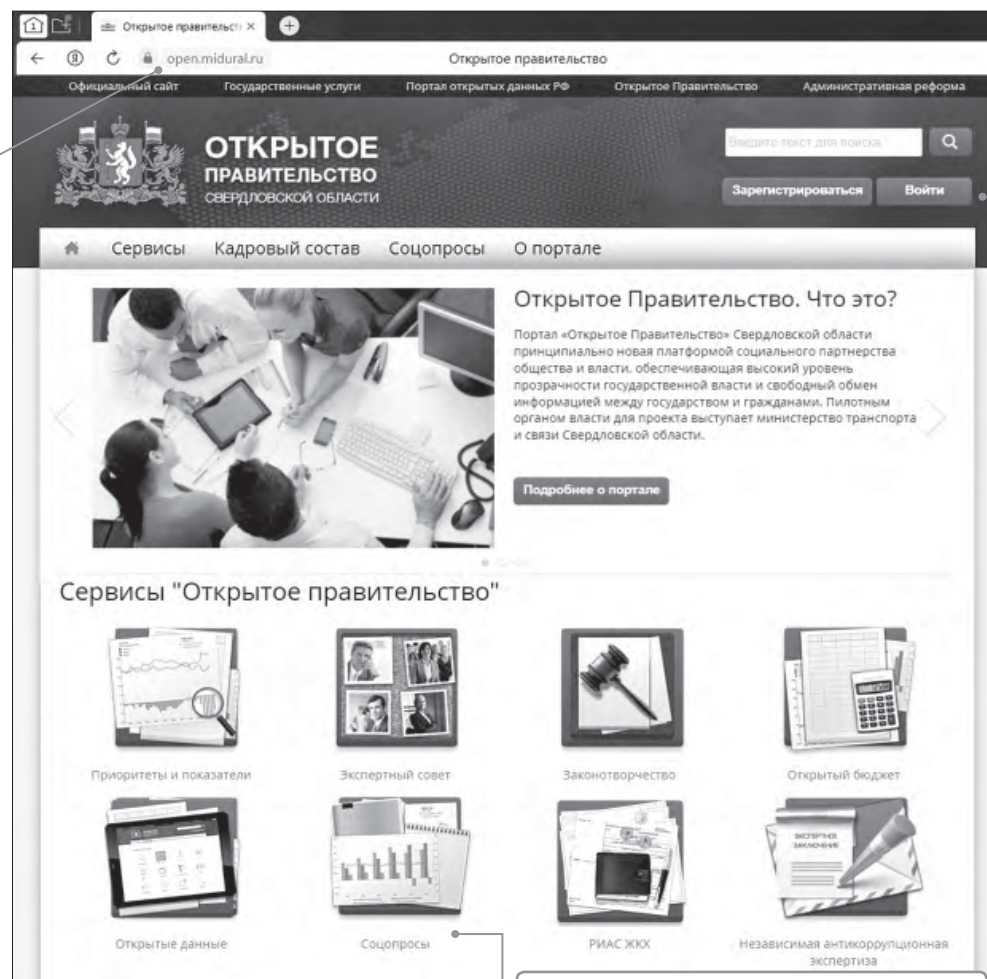 Открытое правительст
open.midural.ru
Открытое правительство
Официальный сайт
Государственные услуги
Портал открытых данных РФ
Открытое Правительство
Административная реформа
ОТКРЫТОЕ
ПРАВИТЕЛЬСТВО
СВЕРДЛОВСКОЙ ОБЛАСТИ
Введите текст для поиска
Зарегистрироваться
Войти
Сервисы
Кадровый состав
Соцопросы
О портале
Открытое Правительство. Что это?
Портал «Открытое Правительство» Свердловской области
принципиально новая платформой социального партнерства
общества и власти, обеспечивающая высокий уровень
прозрачности государственной власти и свободный обмен
информацией между государством и гражданами. Пилотным
органом власти для проекта выступает министерство транспорта
и связи Свердловской области.
Подробнее о портале
Сервисы "Открытое правительство"
Приоритеты и показатели
Экспертный совет
Законотворчество
Открытый бюджет
ЭКСПЕРТНОЕ
ЗАКЛЮЧЕНИЕ
Открытые данные
Соцопросы
РИАС ЖКХ
Независимая антикоррупционная
экспертиза